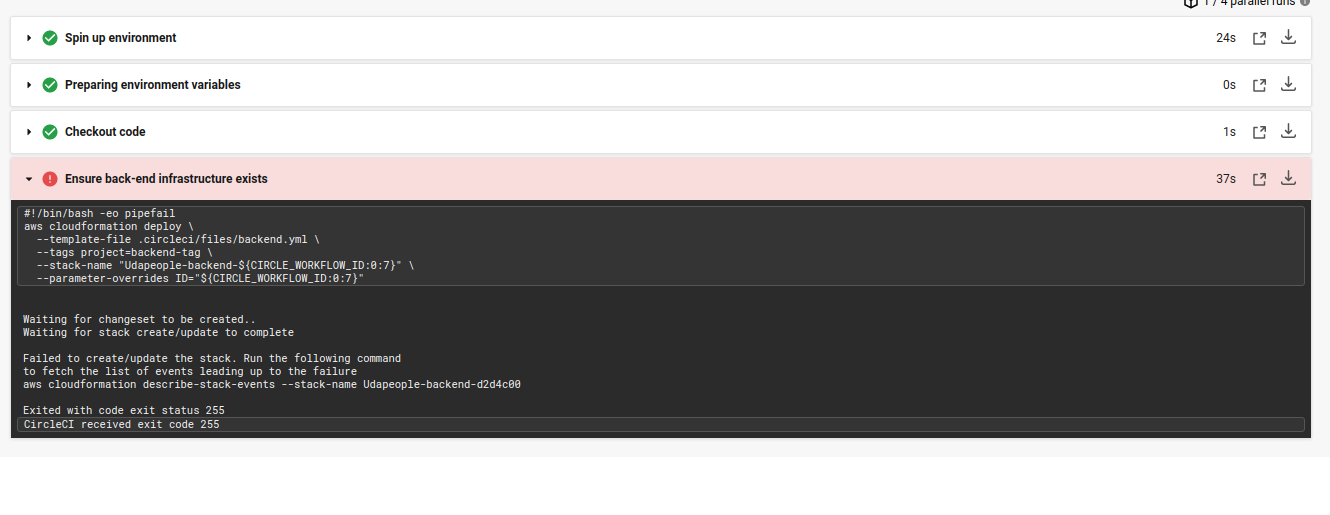 1 / 4 parallel runs
Spin up environment 24s
Preparing environment variables 0s
Checkout code 1s
Ensure back-end infrastructure exists 37s
#!/bin/bash -eo pipefail
aws cloudformation deploy \
  --template-file .circleci/files/backend.yml \
  --tags project=backend-tag \
  --stack-name "Udapeople-backend-${CIRCLE_WORKFLOW_ID:0:7}" \
  --parameter-overrides ID="${CIRCLE_WORKFLOW_ID:0:7}"
Waiting for changeset to be created..
Waiting for stack create/update to complete
Failed to create/update the stack. Run the following command
to fetch the list of events leading up to the failure
aws cloudformation describe-stack-events --stack-name Udapeople-backend-d2d4c00
Exited with code exit status 255
CircleCI received exit code 255